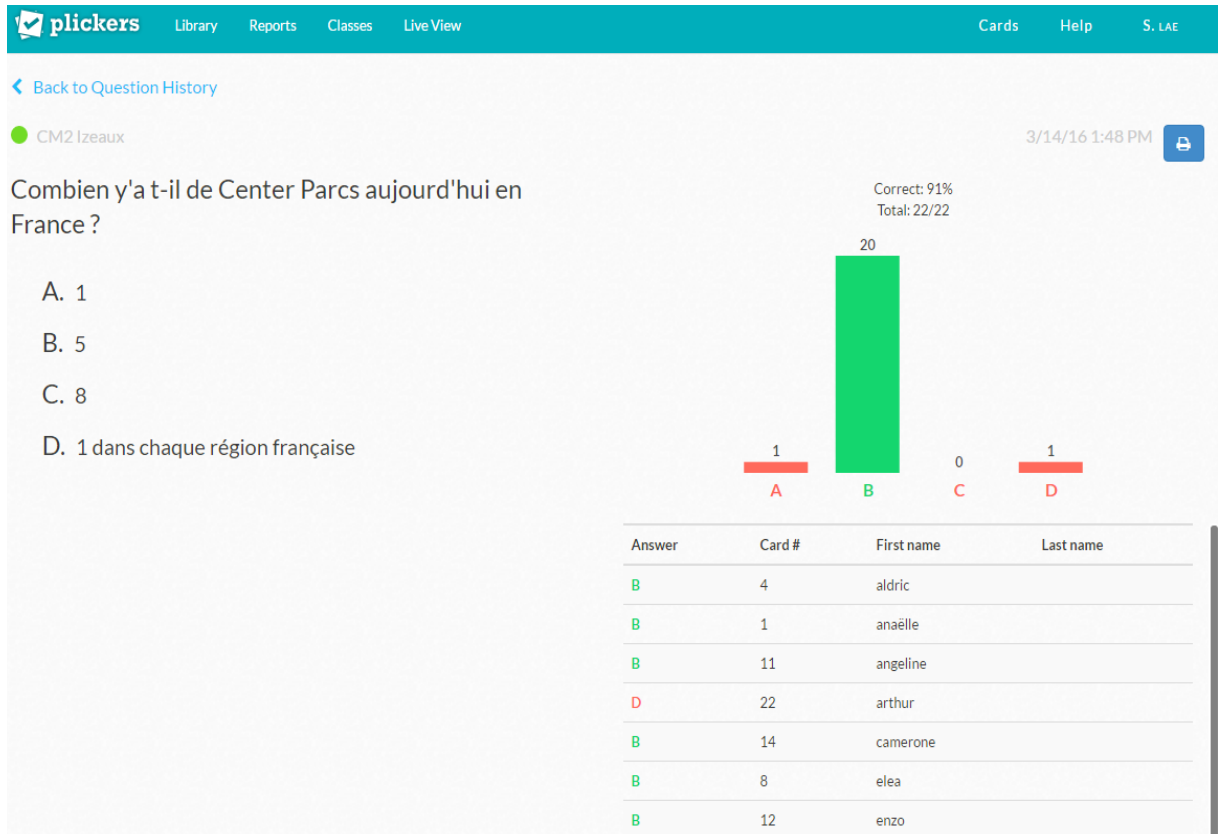 plickers Library Reports Classes Live View Cards Help S. LAE
Back to Question History
CM2 Izeaux 3/14/16 1:48 PM
Combien y'a t-il de Center Parcs aujourd'hui en
France ?
A. 1
B. 5
C. 8
D. 1 dans chaque région française
Correct: 91%
Total: 22/22
20
1 0 1
A B C D
Answer Card # First name Last name
B 4 aldric
B 1 anaëlle
B 11 angeline
D 22 arthur
B 14 camerone
B 8 elea
B 12 enzo